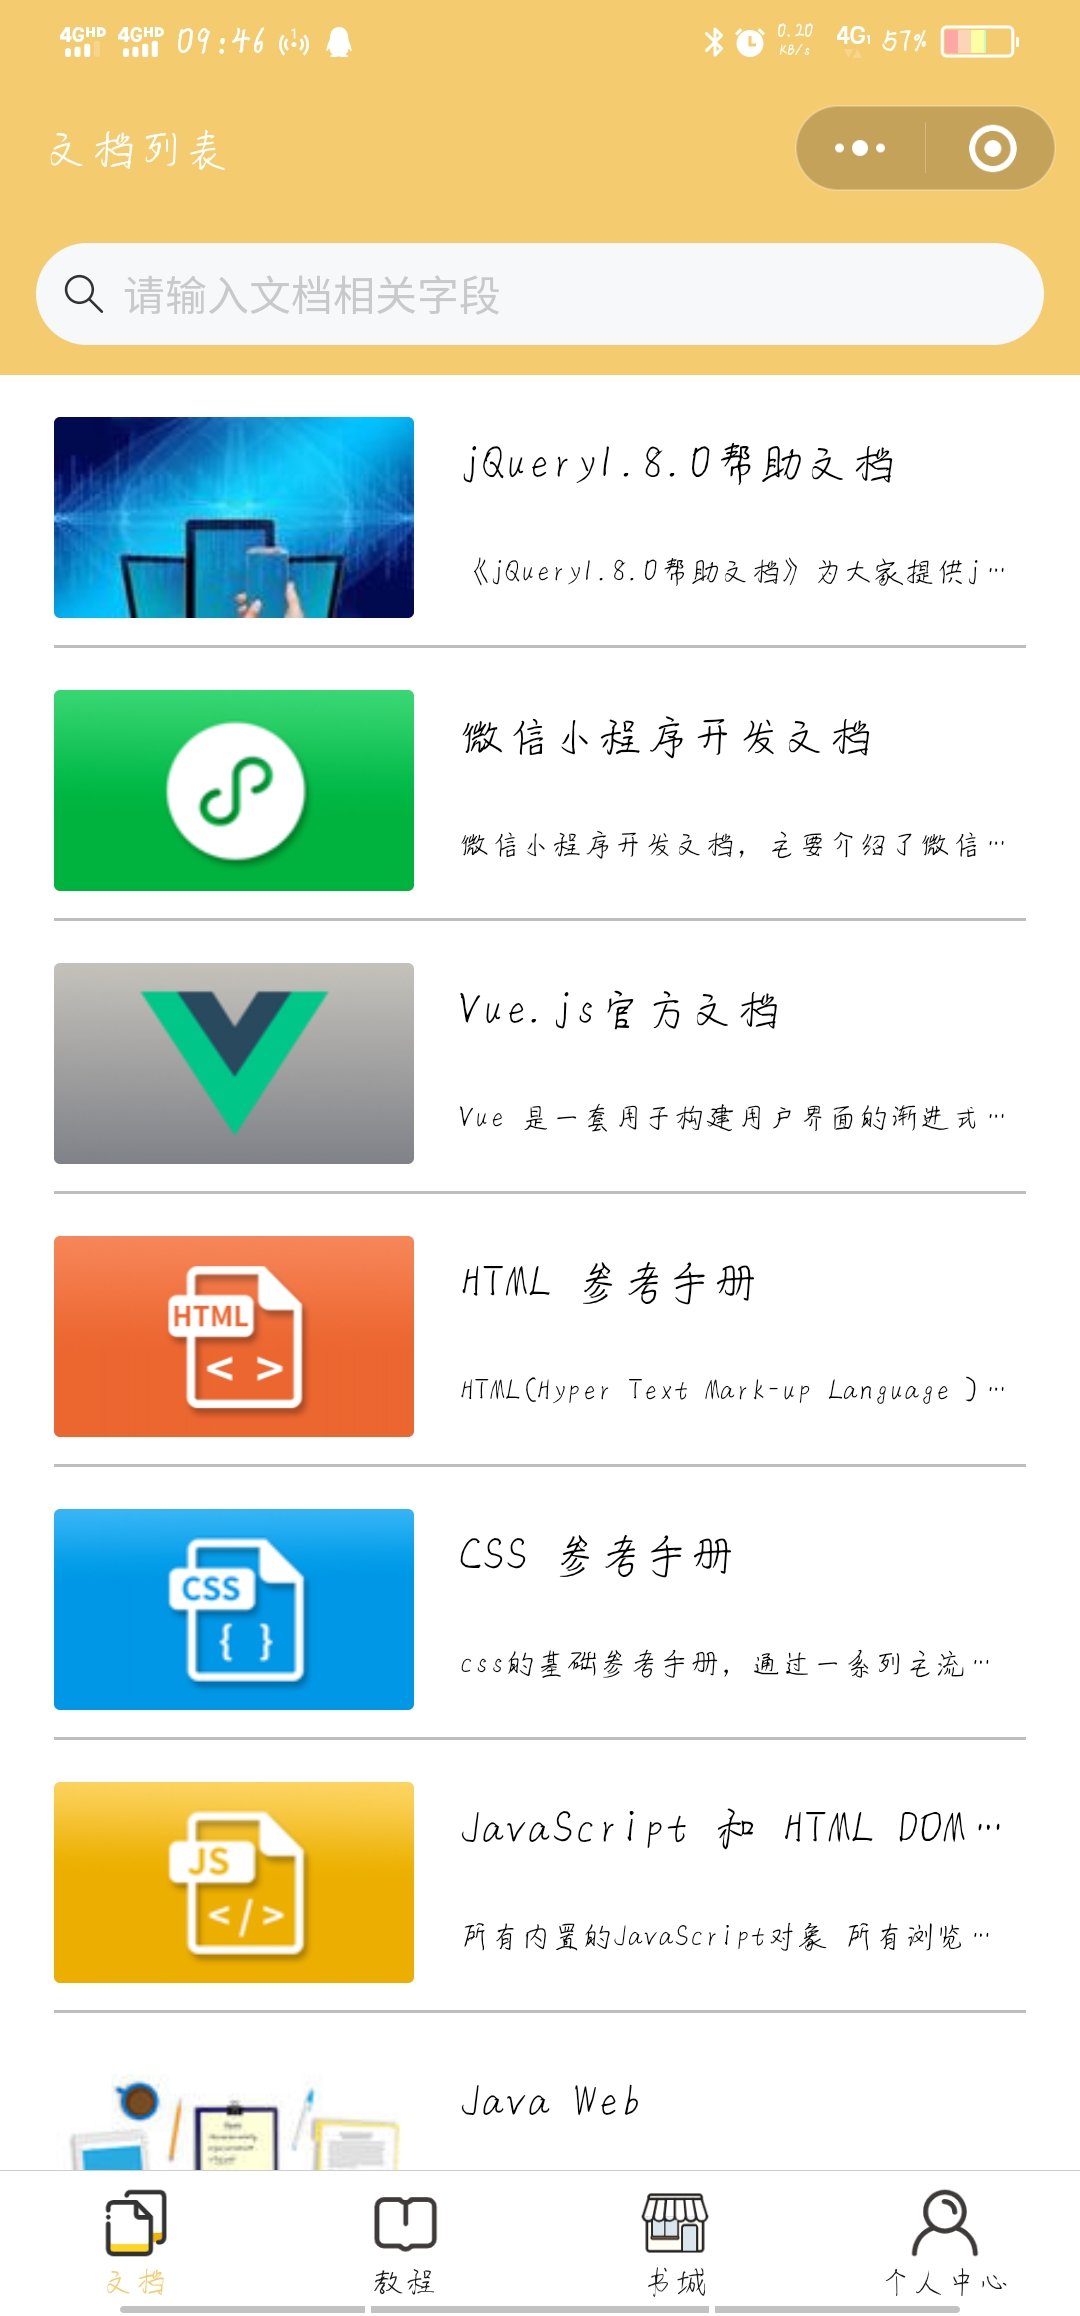 4GHD 4GHD 09:46 0.20 KB/s 4G 57%
文档列表
请输入文档相关字段
jQuery1.8.0帮助文档
《jQuery1.8.0帮助文档》为大家提供j…
微信小程序开发文档
微信小程序开发文档，主要介绍了微信…
Vue.js官方文档
Vue 是一套用于构建用户界面的渐进式…
HTML
< >
HTML 参考手册
HTML(Hyper Text Mark-up Language )…
CSS
{ }
CSS 参考手册
css的基础参考手册，通过一系列主流…
JS
</>
JavaScript 和 HTML DOM…
所有内置的JavaScript对象 所有浏览…
Java Web
文档 教程 书城 个人中心